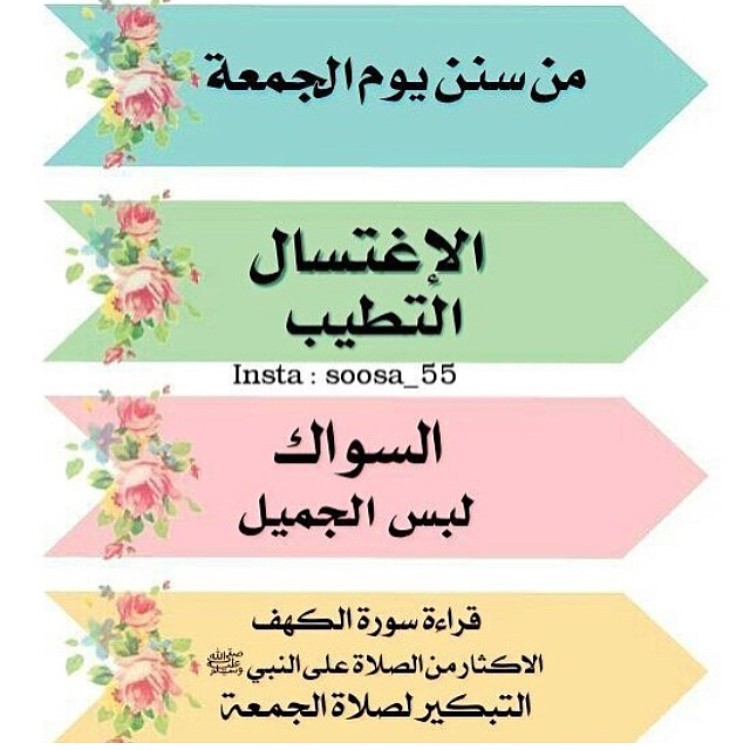 من سنن يوم الجمعة
الإغتسال
التطيب
Insta : soosa_55
السواك
لبس الجميل
قراءة سورة الكهف
الاكثار من الصلاة على النبي ﷺ
التبكير لصلاة الجمعة